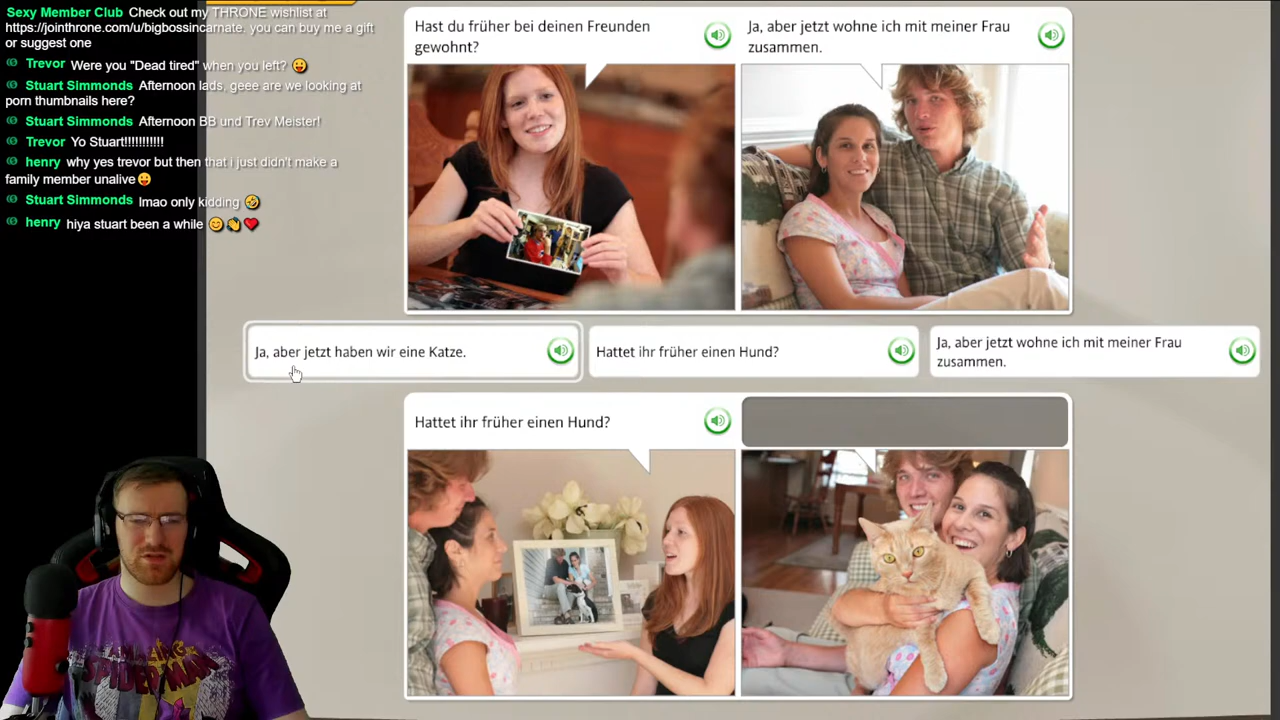 Sexy Member Club Check out my THRONE wishlist at
https://jointhrone.com/u/bigbossincarnate. you can buy me a gift
or suggest one
Trevor Were you "Dead tired" when you left? 😛
Stuart Simmonds Afternoon lads, geee are we looking at
porn thumbnails here?
Stuart Simmonds Afternoon BB und Trev Meister!
Trevor Yo Stuart!!!!!!!!!!!
henry why yes trevor but then that i just didn't make a
family member unalive😛
Stuart Simmonds lmao only kidding 🤣
henry hiya stuart been a while 😊👏❤️
Hast du früher bei deinen Freunden
gewohnt?
Ja, aber jetzt wohne ich mit meiner Frau
zusammen.
Ja, aber jetzt haben wir eine Katze.
Hattet ihr früher einen Hund?
Ja, aber jetzt wohne ich mit meiner Frau
zusammen.
Hattet ihr früher einen Hund?